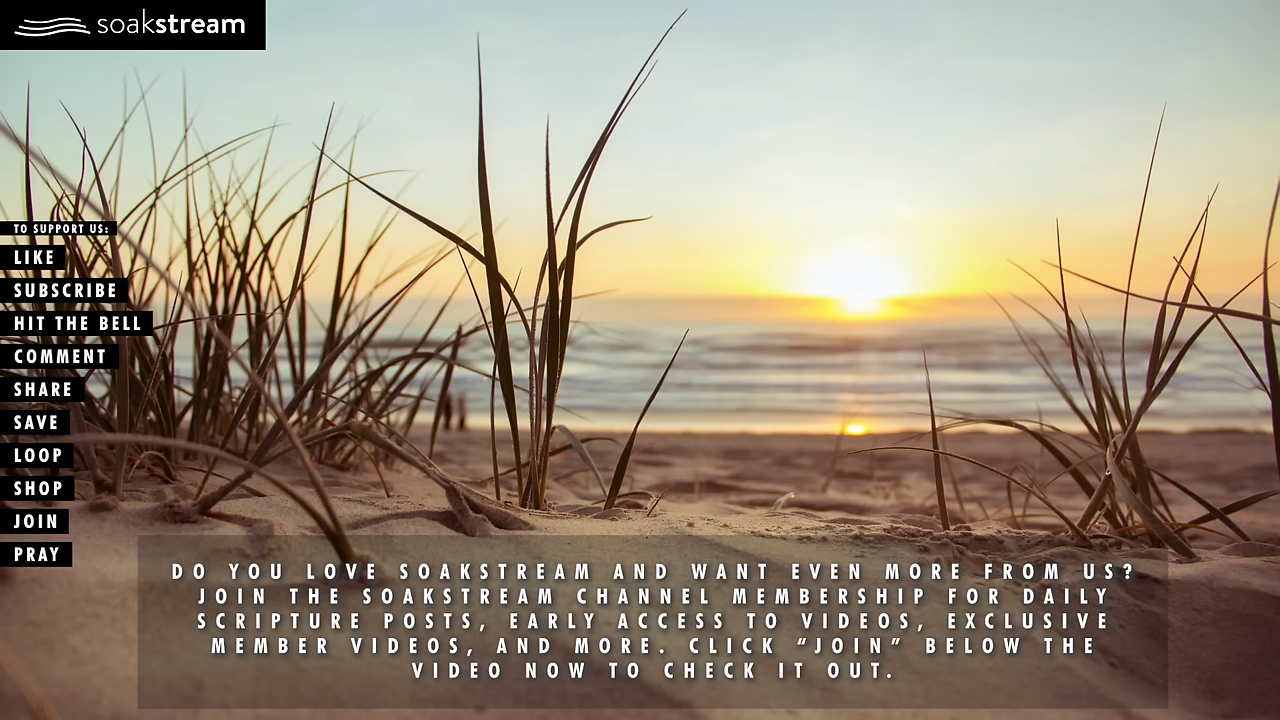 soakstream
TO SUPPORT US:
LIKE
SUBSCRIBE
HIT THE BELL
COMMENT
SHARE
SAVE
LOOP
SHOP
JOIN
PRAY
DO YOU LOVE SOAKSTREAM AND WANT EVEN MORE FROM US?
JOIN THE SOAKSTREAM CHANNEL MEMBERSHIP FOR DAILY
SCRIPTURE POSTS, EARLY ACCESS TO VIDEOS, EXCLUSIVE
MEMBER VIDEOS, AND MORE. CLICK “JOIN” BELOW THE
VIDEO NOW TO CHECK IT OUT.